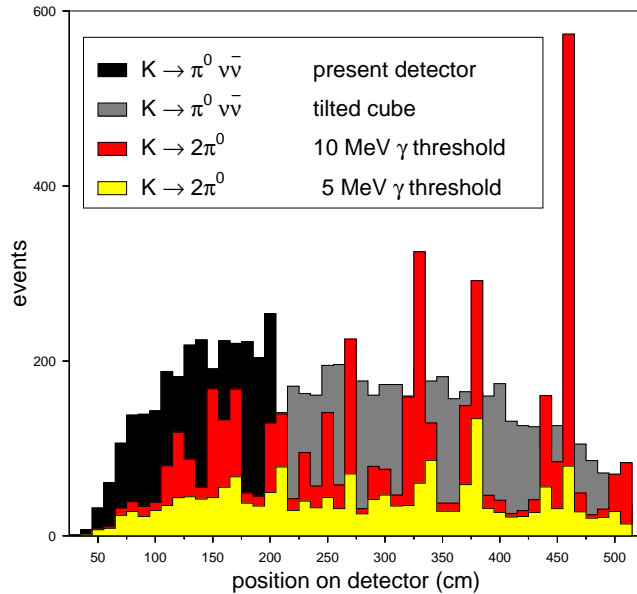 600
400
200
0
events
K → π⁰ νν̄ present detector
K → π⁰ νν̄ tilted cube
K → 2π⁰ 10 MeV γ threshold
K → 2π⁰ 5 MeV γ threshold
50 100 150 200 250 300 350 400 450 500
position on detector (cm)